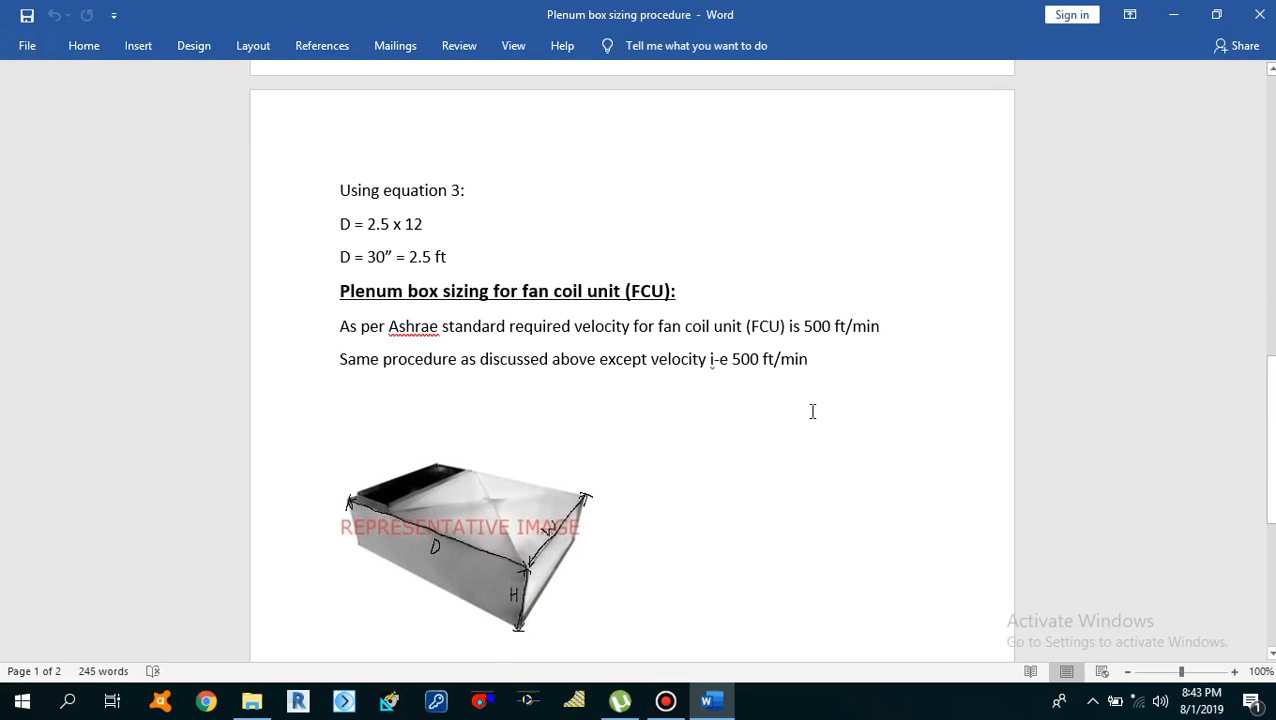 Plenum box sizing procedure - Word
Sign in
File Home Insert Design Layout References Mailings Review View Help Tell me what you want to do Share
Using equation 3:
D = 2.5 x 12
D = 30” = 2.5 ft
Plenum box sizing for fan coil unit (FCU):
As per Ashrae standard required velocity for fan coil unit (FCU) is 500 ft/min
Same procedure as discussed above except velocity i-e 500 ft/min
REPRESENTATIVE IMAGE
W
D
H
Activate Windows
Go to Settings to activate Windows.
Page 1 of 2 245 words 100%
8:43 PM
8/1/2019